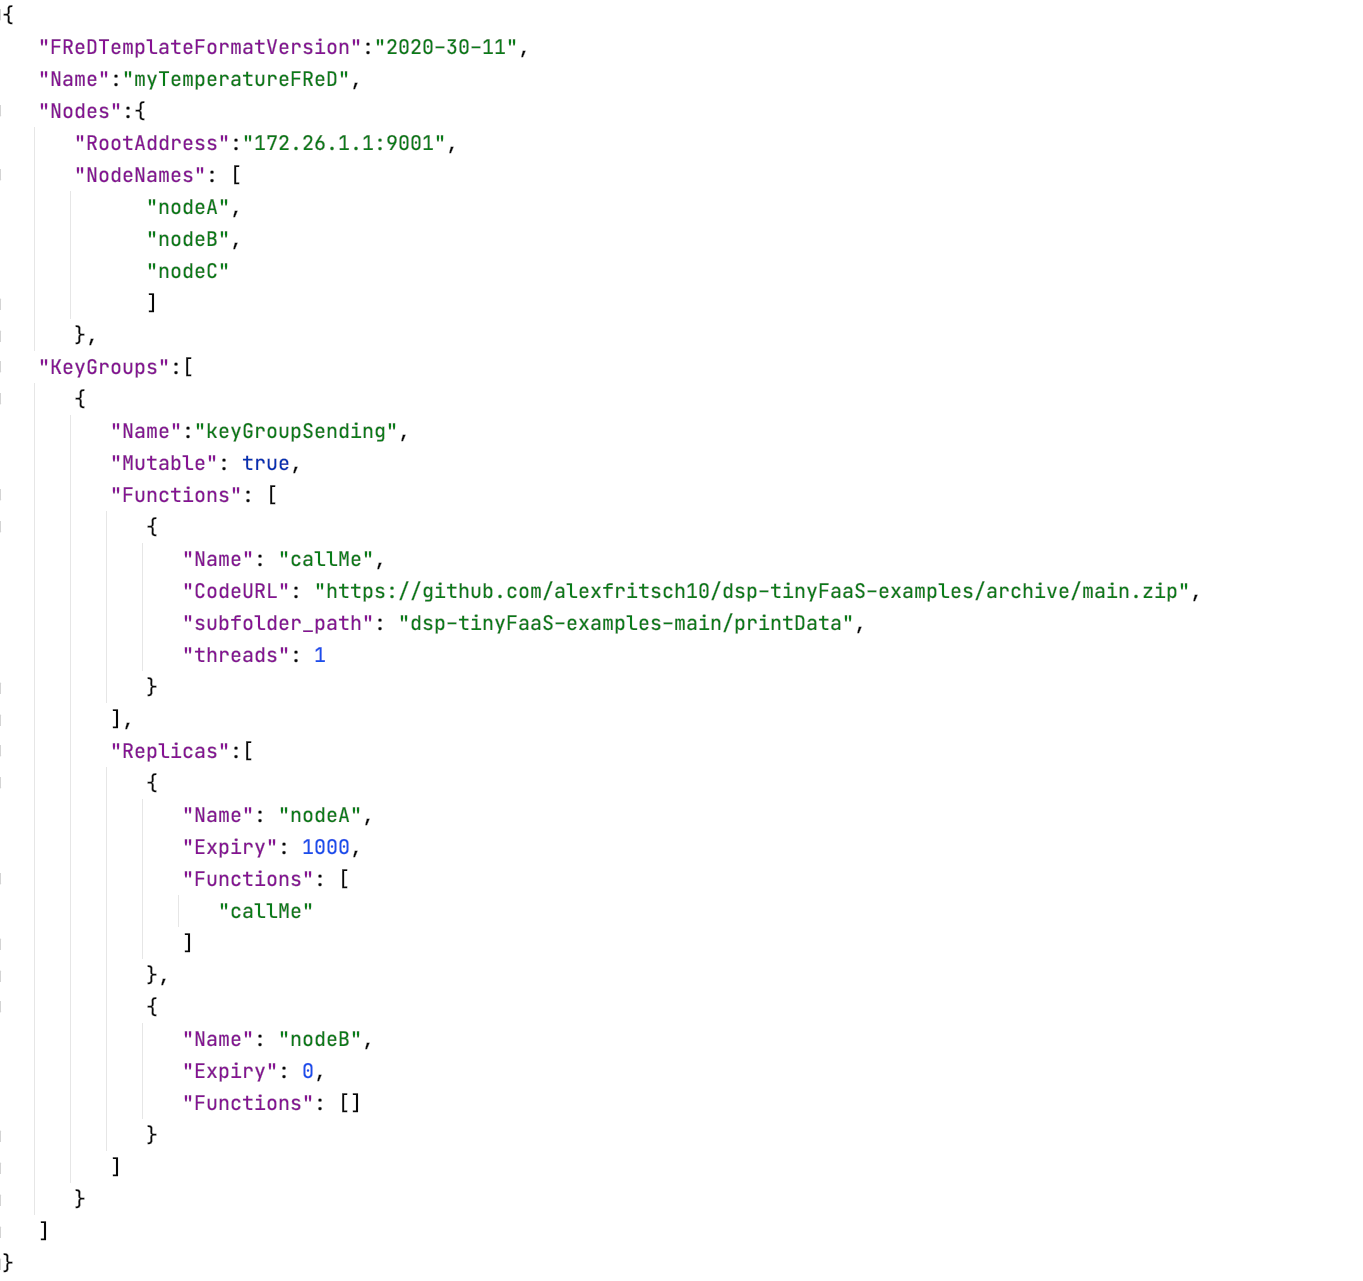 {
"FReDTemplateFormatVersion":"2020-30-11",
"Name":"myTemperatureFReD",
"Nodes":{
"RootAddress":"172.26.1.1:9001",
"NodeNames": [
"nodeA",
"nodeB",
"nodeC"
]
},
"KeyGroups":[
{
"Name":"keyGroupSending",
"Mutable": true,
"Functions": [
{
"Name": "callMe",
"CodeURL": "https://github.com/alexfritsch10/dsp-tinyFaaS-examples/archive/main.zip",
"subfolder_path": "dsp-tinyFaaS-examples-main/printData",
"threads": 1
}
],
"Replicas":[
{
"Name": "nodeA",
"Expiry": 1000,
"Functions": [
"callMe"
]
},
{
"Name": "nodeB",
"Expiry": 0,
"Functions": []
}
]
}
]
}